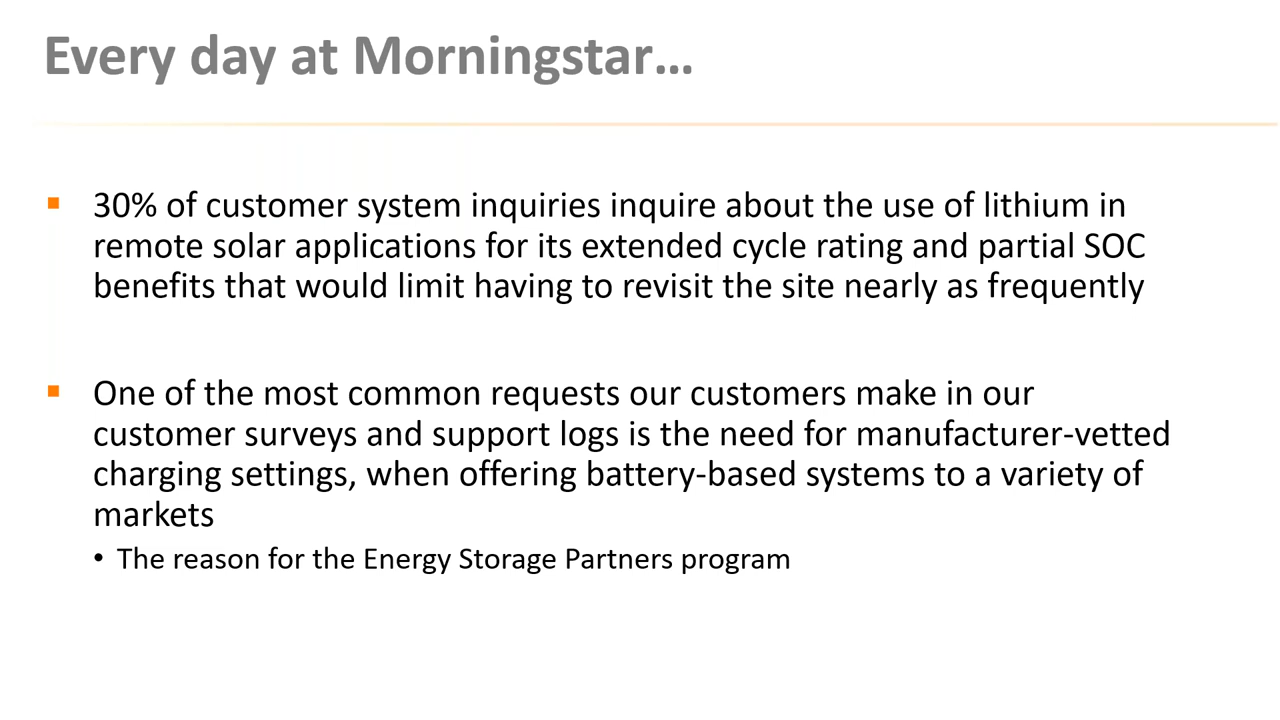 Every day at Morningstar…
30% of customer system inquiries inquire about the use of lithium in
remote solar applications for its extended cycle rating and partial SOC
benefits that would limit having to revisit the site nearly as frequently
One of the most common requests our customers make in our
customer surveys and support logs is the need for manufacturer-vetted
charging settings, when offering battery-based systems to a variety of
markets
• The reason for the Energy Storage Partners program